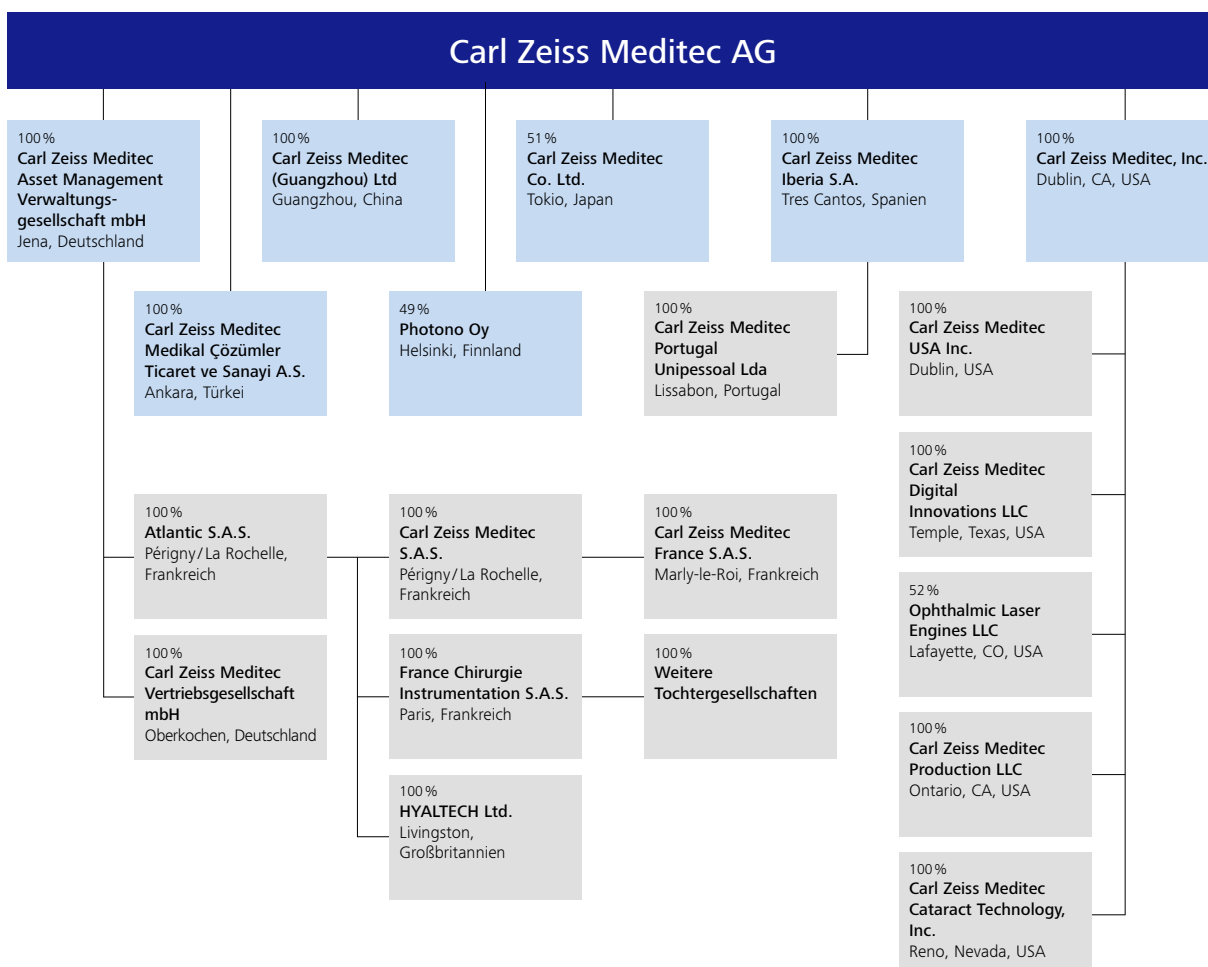 Carl Zeiss Meditec AG
100 %
Carl Zeiss Meditec
Asset Management
Verwaltungs-
gesellschaft mbH
Jena, Deutschland
100 %
Carl Zeiss Meditec
(Guangzhou) Ltd
Guangzhou, China
51 %
Carl Zeiss Meditec
Co. Ltd.
Tokio, Japan
100 %
Carl Zeiss Meditec
Iberia S.A.
Tres Cantos, Spanien
100 %
Carl Zeiss Meditec, Inc.
Dublin, CA, USA
100 %
Carl Zeiss Meditec
Medikal Çözümler
Ticaret ve Sanayi A.S.
Ankara, Türkei
49 %
Photono Oy
Helsinki, Finnland
100 %
Carl Zeiss Meditec
Portugal
Unipessoal Lda
Lissabon, Portugal
100 %
Carl Zeiss Meditec
USA Inc.
Dublin, USA
100 %
Carl Zeiss Meditec
Digital
Innovations LLC
Temple, Texas, USA
100 %
Atlantic S.A.S.
Périgny / La Rochelle,
Frankreich
100 %
Carl Zeiss Meditec
S.A.S.
Périgny / La Rochelle,
Frankreich
100 %
Carl Zeiss Meditec
France S.A.S.
Marly-le-Roi, Frankreich
52 %
Ophthalmic Laser
Engines LLC
Lafayette, CO, USA
100 %
Carl Zeiss Meditec
Vertriebsgesellschaft
mbH
Oberkochen, Deutschland
100 %
France Chirurgie
Instrumentation S.A.S.
Paris, Frankreich
100 %
Weitere
Tochtergesellschaften
100 %
Carl Zeiss Meditec
Production LLC
Ontario, CA, USA
100 %
HYALTECH Ltd.
Livingston,
Großbritannien
100 %
Carl Zeiss Meditec
Cataract Technology,
Inc.
Reno, Nevada, USA